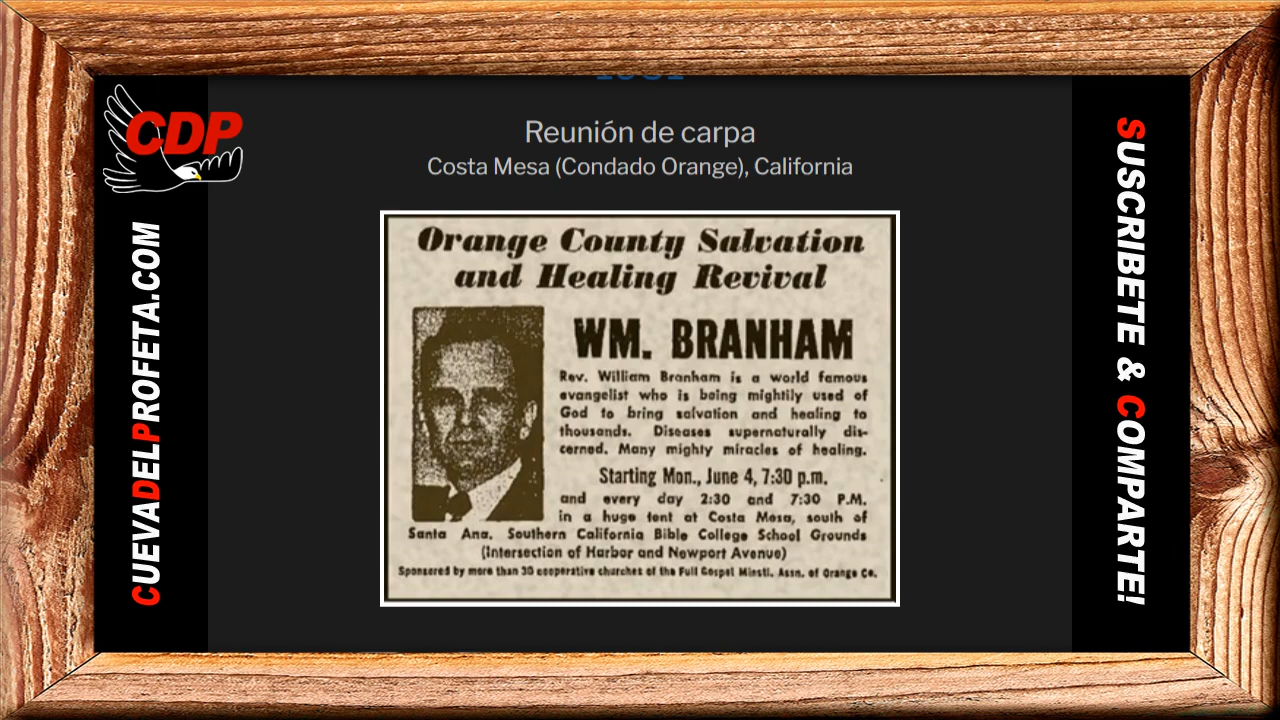 CDP
CUEVADELPROFETA.COM
Reunión de carpa
Costa Mesa (Condado Orange), California
Orange County Salvation
and Healing Revival
WM. BRANHAM
Rev. William Branham is a world famous
evangelist who is being mightily used of
God to bring salvation and healing to
thousands. Diseases supernaturally dis-
cerned. Many mighty miracles of healing.
Starting Mon., June 4, 7:30 p.m.
and every day 2:30 and 7:30 P.M.
in a huge tent at Costa Mesa, south of
Santa Ana. Southern California Bible College School Grounds
(Intersection of Harbor and Newport Avenue)
Sponsored by more than 30 cooperative churches of the Full Gospel Minsti. Assn. of Orange Co.
SUSCRIBETE & COMPARTE!